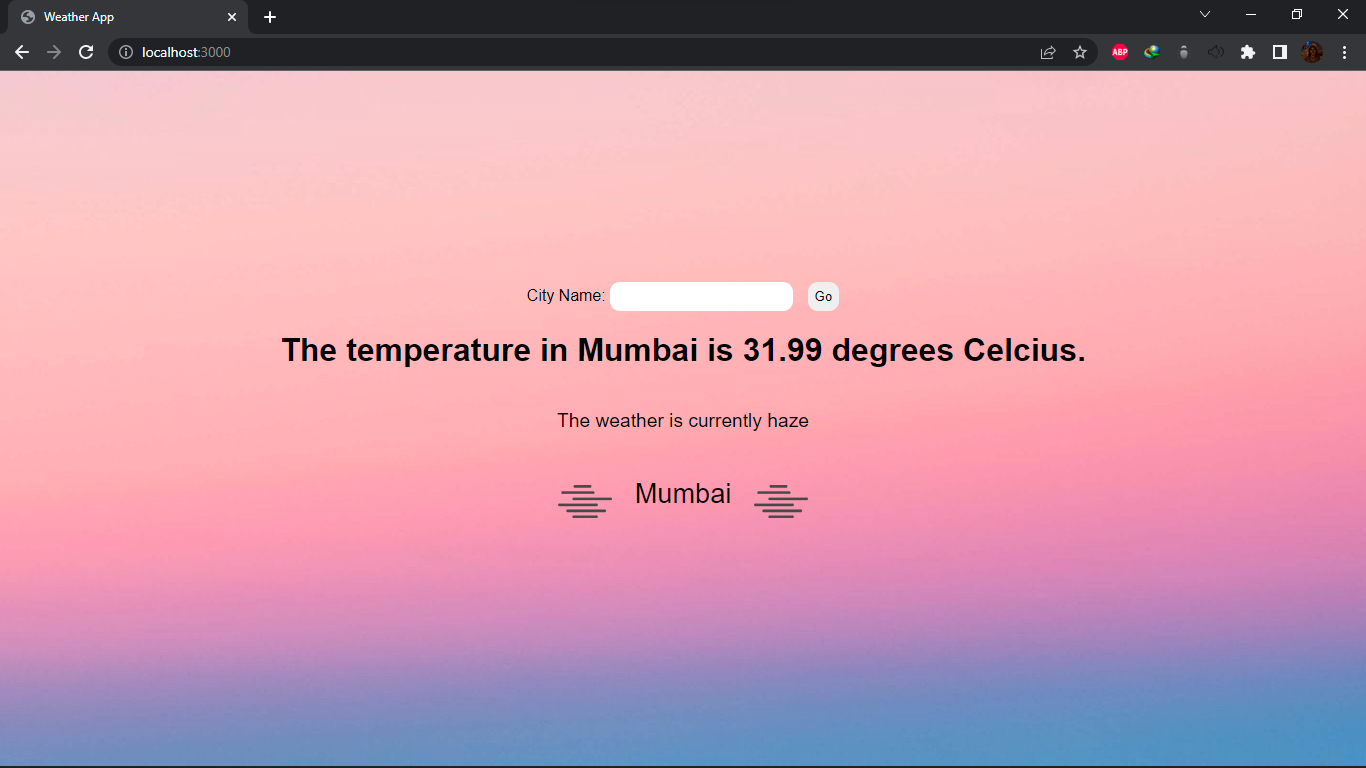 Weather App
localhost:3000
ABP
City Name:
Go
The temperature in Mumbai is 31.99 degrees Celcius.
The weather is currently haze
Mumbai